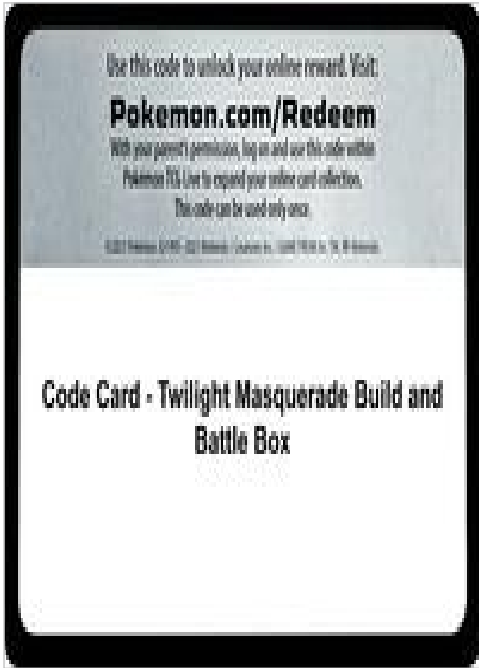 Use this code to unlock your online reward. Visit:
Pokemon.com/Redeem
With your parent's permission, log on and use this code within
Pokémon TCG Live to expand your online card collection.
This code can be used only once.
Code Card - Twilight Masquerade Build and
Battle Box